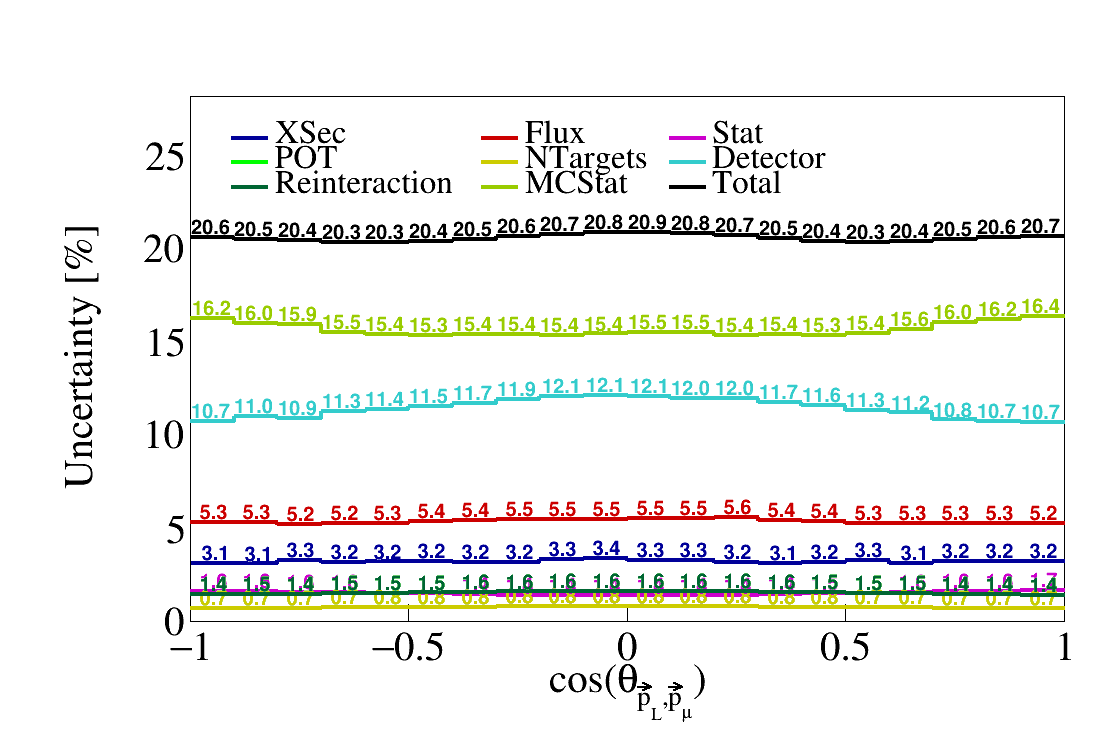 XSec Flux Stat
POT NTargets Detector
Reinteraction MCStat Total
25
20.6 20.5 20.4 20.3 20.3 20.4 20.5 20.6 20.7 20.8 20.9 20.8 20.7 20.5 20.4 20.3 20.4 20.5 20.6 20.7
20
16.2 16.0 15.9 15.5 15.4 15.3 15.4 15.4 15.4 15.4 15.5 15.5 15.4 15.4 15.3 15.4 15.6 16.0 16.2 16.4
15
10.7 11.0 10.9 11.3 11.4 11.5 11.7 11.9 12.1 12.1 12.1 12.0 12.0 11.7 11.6 11.3 11.2 10.8 10.7 10.7
10
5.3 5.3 5.2 5.2 5.3 5.4 5.4 5.5 5.5 5.5 5.5 5.5 5.6 5.4 5.4 5.3 5.3 5.3 5.3 5.2
5
3.1 3.1 3.3 3.2 3.2 3.2 3.2 3.2 3.3 3.4 3.3 3.3 3.2 3.1 3.2 3.3 3.1 3.2 3.2 3.2
0
Uncertainty [%]
−1 −0.5 0 0.5 1
cos(θ p⃗_L,p⃗_μ)